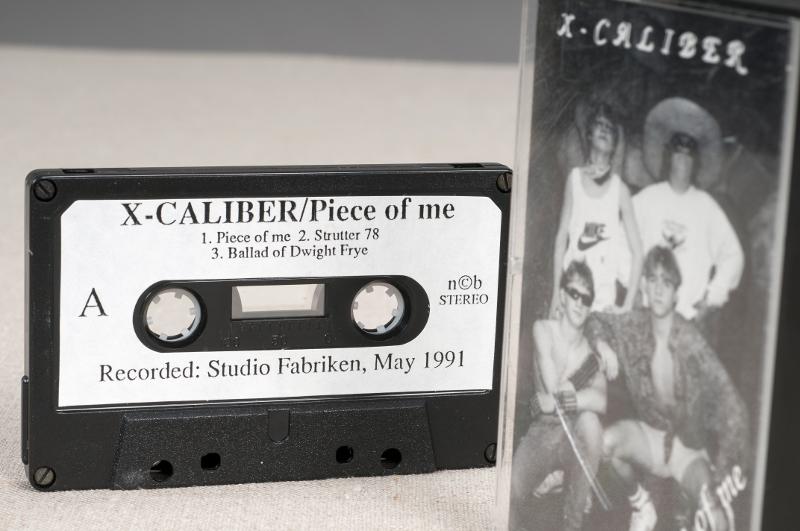 X-CALIBER/Piece of me
1. Piece of me 2. Strutter 78
3. Ballad of Dwight Frye
A
n©b
STEREO
Recorded: Studio Fabriken, May 1991
X-CALIBER
NIKE
of me